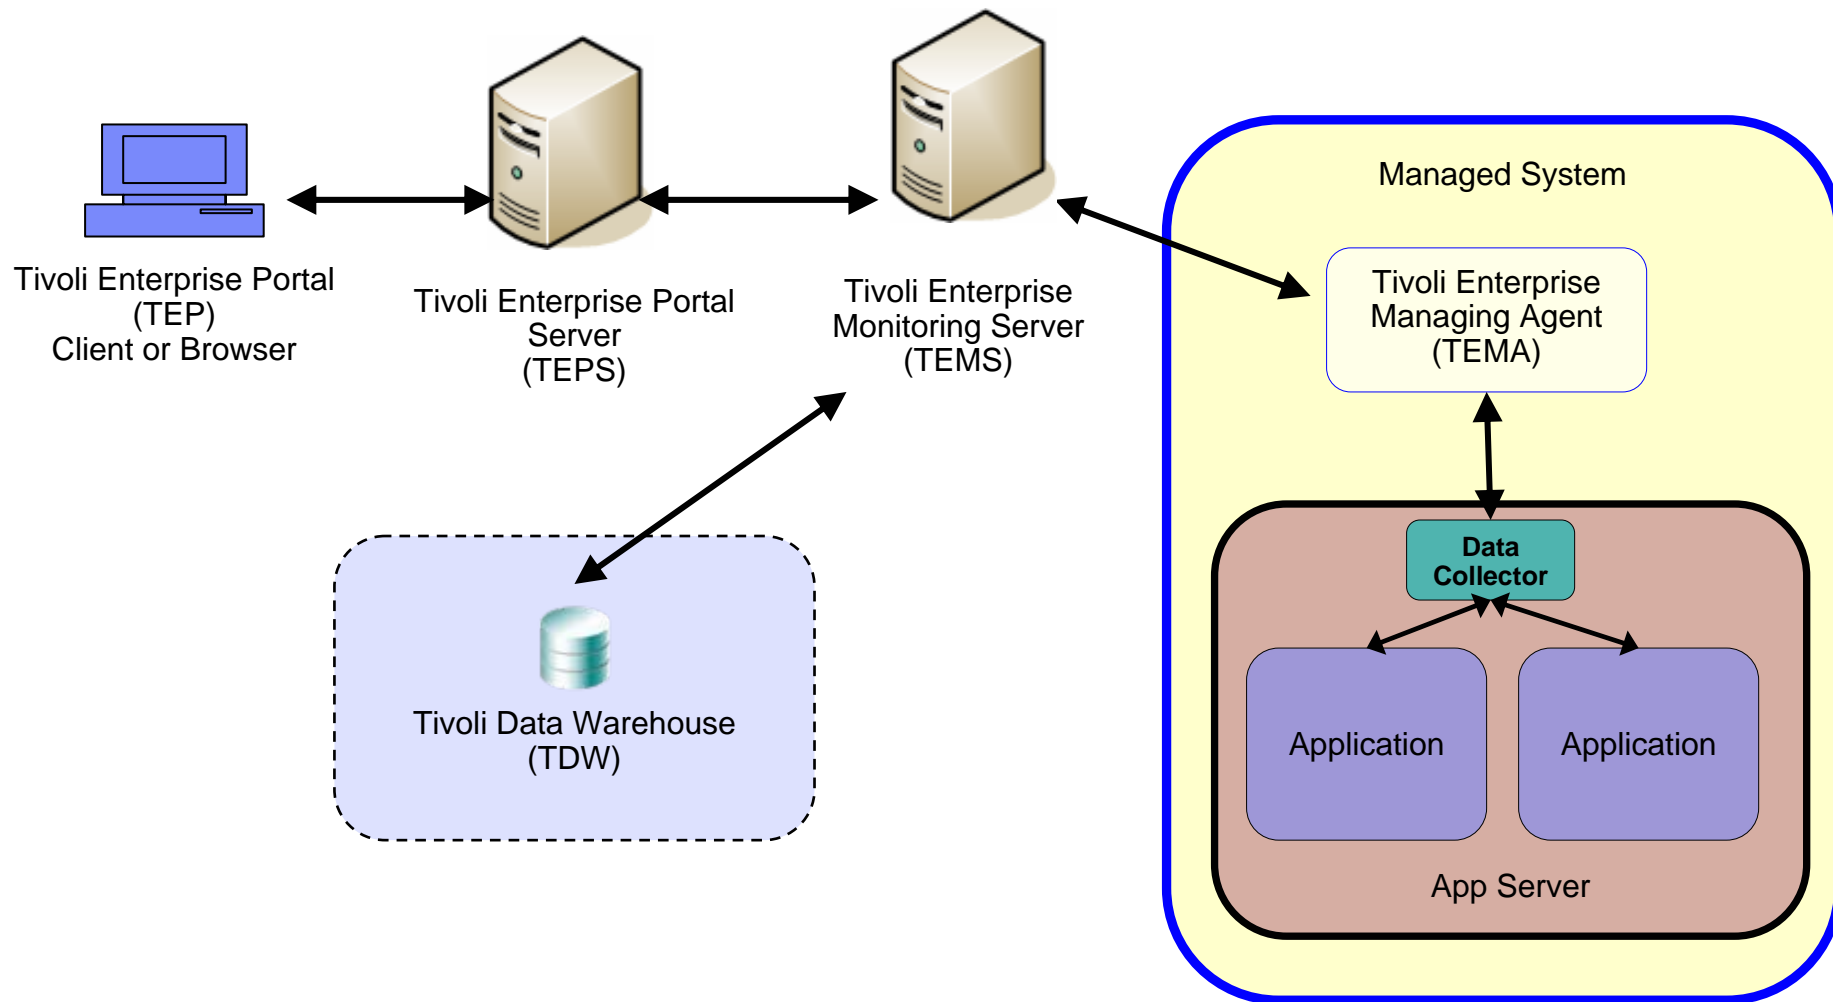 Tivoli Enterprise Portal
(TEP)
Client or Browser
Tivoli Enterprise Portal
Server
(TEPS)
Tivoli Enterprise
Monitoring Server
(TEMS)
Managed System
Tivoli Enterprise
Managing Agent
(TEMA)
Data
Collector
Application
Application
App Server
Tivoli Data Warehouse
(TDW)